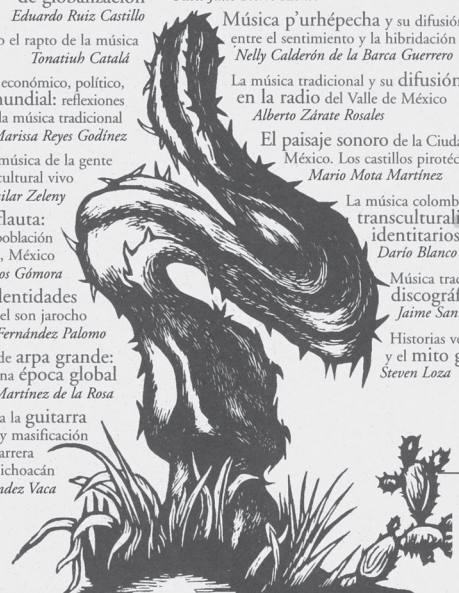 Eduardo Ruiz Castillo
o el rapto de la música
Tonatiuh Catalá
económico, político,
mundial: reflexiones
la música tradicional
Marissa Reyes Godínez
música de la gente
cultural vivo
ilar Zeleny
flauta:
población
, México
os Gómora
dentidades
el son jarocho
Fernández Palomo
de arpa grande:
na época global
Martínez de la Rosa
a la guitarra
y masificación
arrera
ichoacán
ndez Vaca
Música p'urhépecha y su difusión
entre el sentimiento y la hibridación
Nelly Calderón de la Barca Guerrero
La música tradicional y su difusión
en la radio del Valle de México
Alberto Zárate Rosales
El paisaje sonoro de la Ciuda
México. Los castillos pirotéc
Mario Mota Martínez
La música colomb
transculturali
identitarios
Darío Blanco
Música trad
discográf
Jaime San
Historias ve
y el mito g
Steven Loza